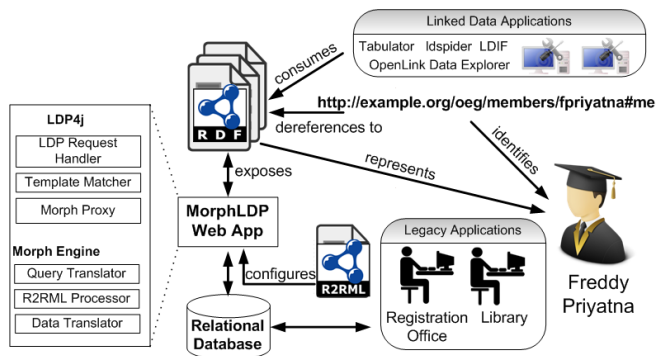 Linked Data Applications
Tabulator Idspider LDIF
OpenLink Data Explorer
consumes
http://example.org/oeg/members/fpriyatna#me
RDF
dereferences to
identifies
LDP4j
LDP Request
Handler
Template Matcher
Morph Proxy
exposes
represents
MorphLDP
Web App
Legacy Applications
Morph Engine
Query Translator
R2RML Processor
Data Translator
configures
R2RML
Registration
Office
Library
Freddy
Priyatna
Relational
Database